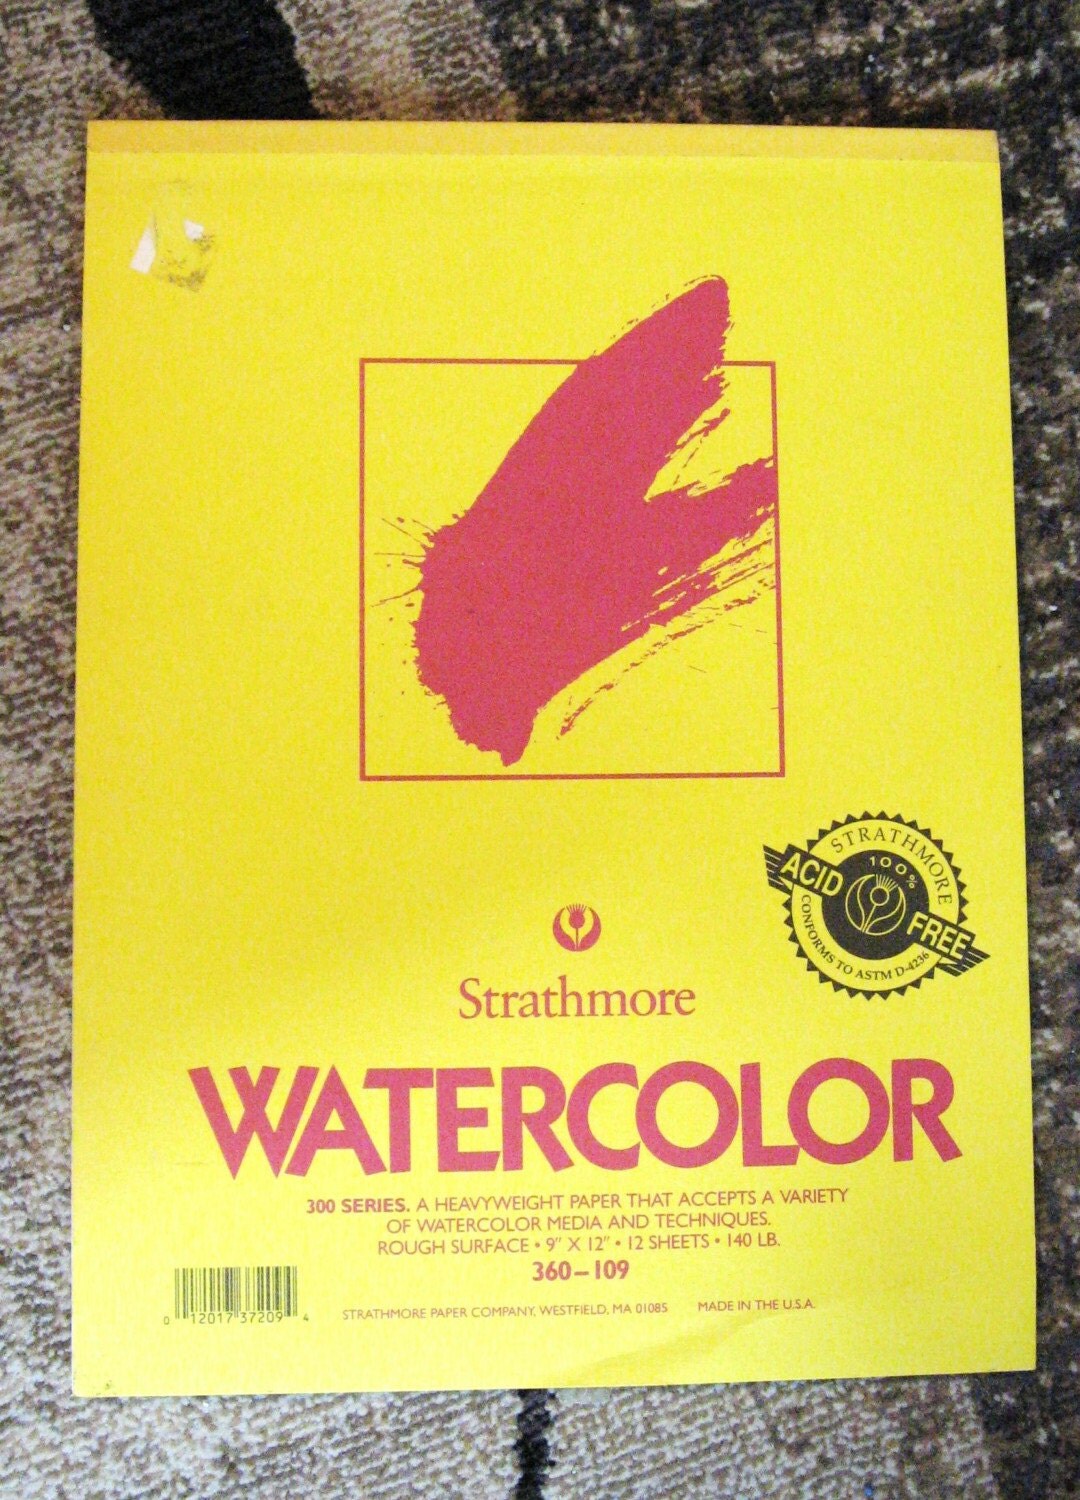 STRATHMORE
100%
ACID FREE
CONFORMS TO ASTM D-4236
Strathmore
WATERCOLOR
300 SERIES. A HEAVYWEIGHT PAPER THAT ACCEPTS A VARIETY
OF WATERCOLOR MEDIA AND TECHNIQUES.
ROUGH SURFACE • 9" X 12" • 12 SHEETS • 140 LB.
360–109
0 12017 37209 4
STRATHMORE PAPER COMPANY, WESTFIELD, MA 01085 MADE IN THE U.S.A.